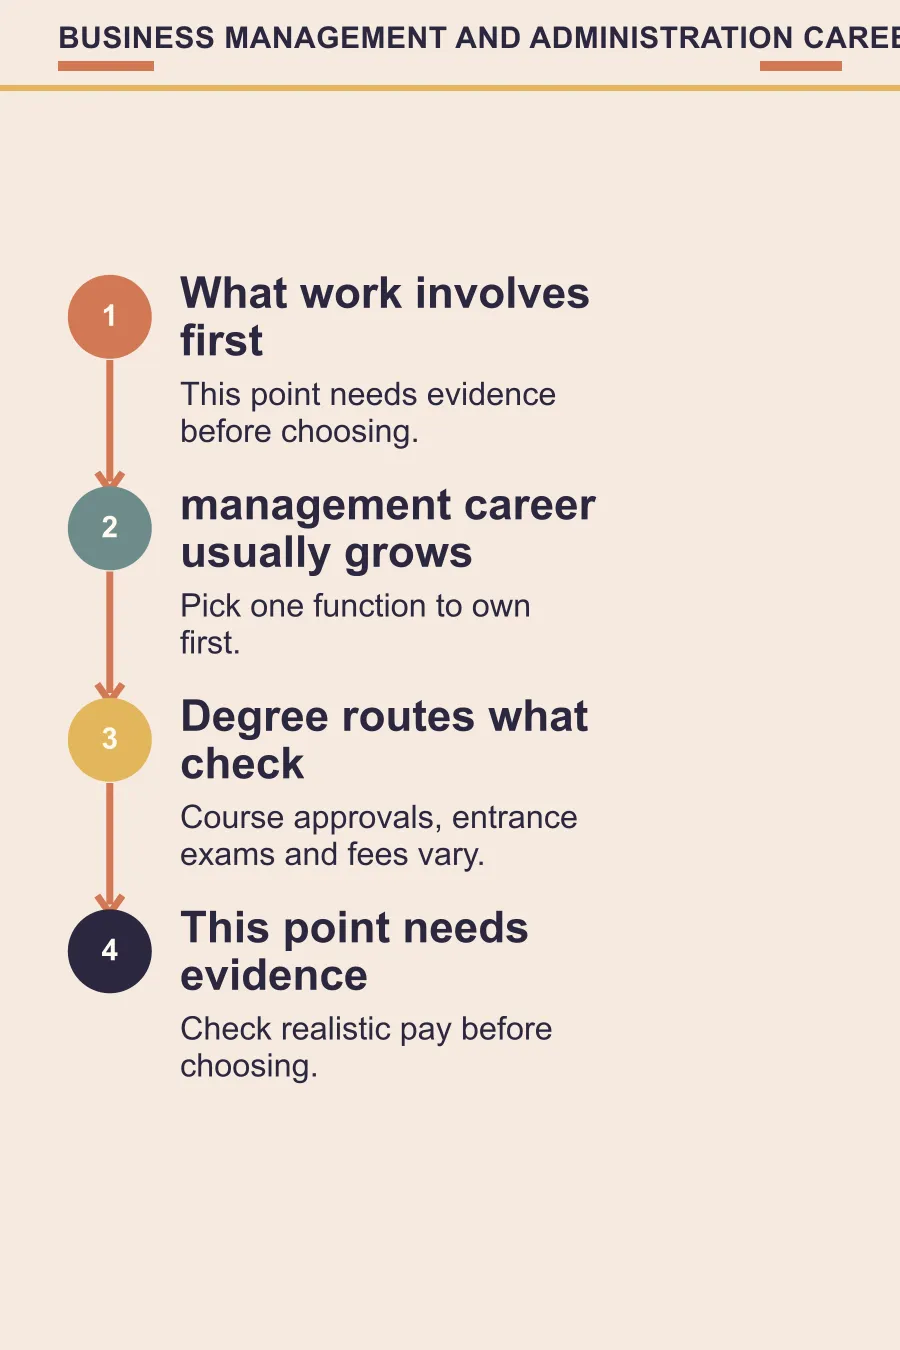 BUSINESS MANAGEMENT AND ADMINISTRATION CAREE
1
What work involves
first
This point needs evidence
before choosing.
2
management career
usually grows
Pick one function to own
first.
3
Degree routes what
check
Course approvals, entrance
exams and fees vary.
4
This point needs
evidence
Check realistic pay before
choosing.